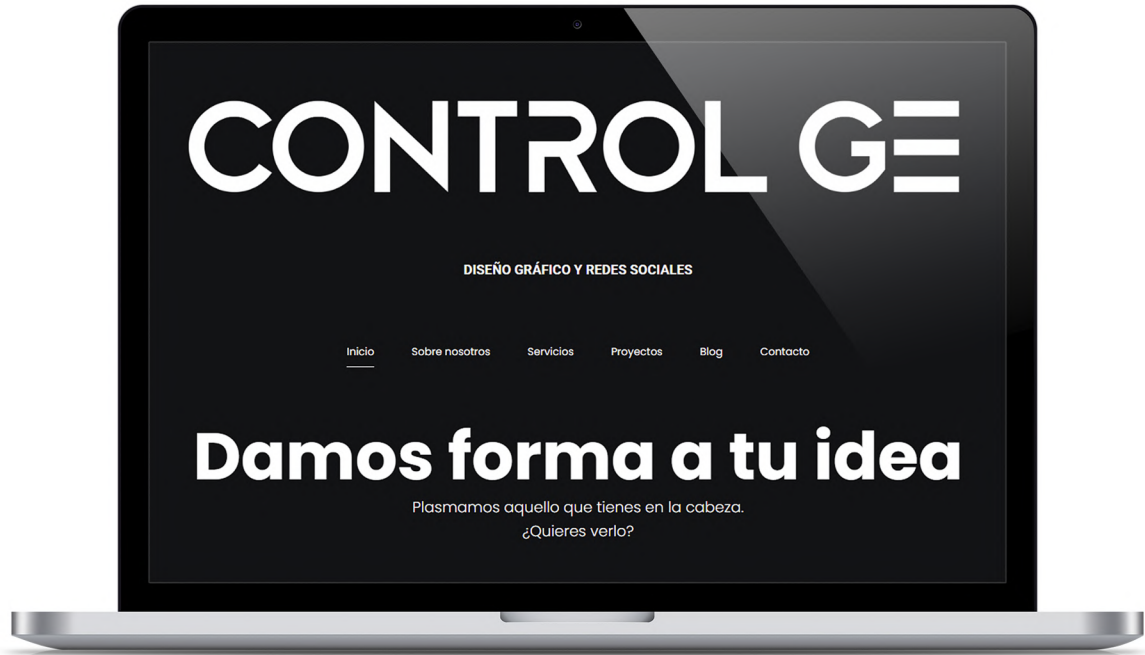 CONTROL GE
DISEÑO GRÁFICO Y REDES SOCIALES
Inicio Sobre nosotros Servicios Proyectos Blog Contacto
Damos forma a tu idea
Plasmamos aquello que tienes en la cabeza.
¿Quieres verlo?